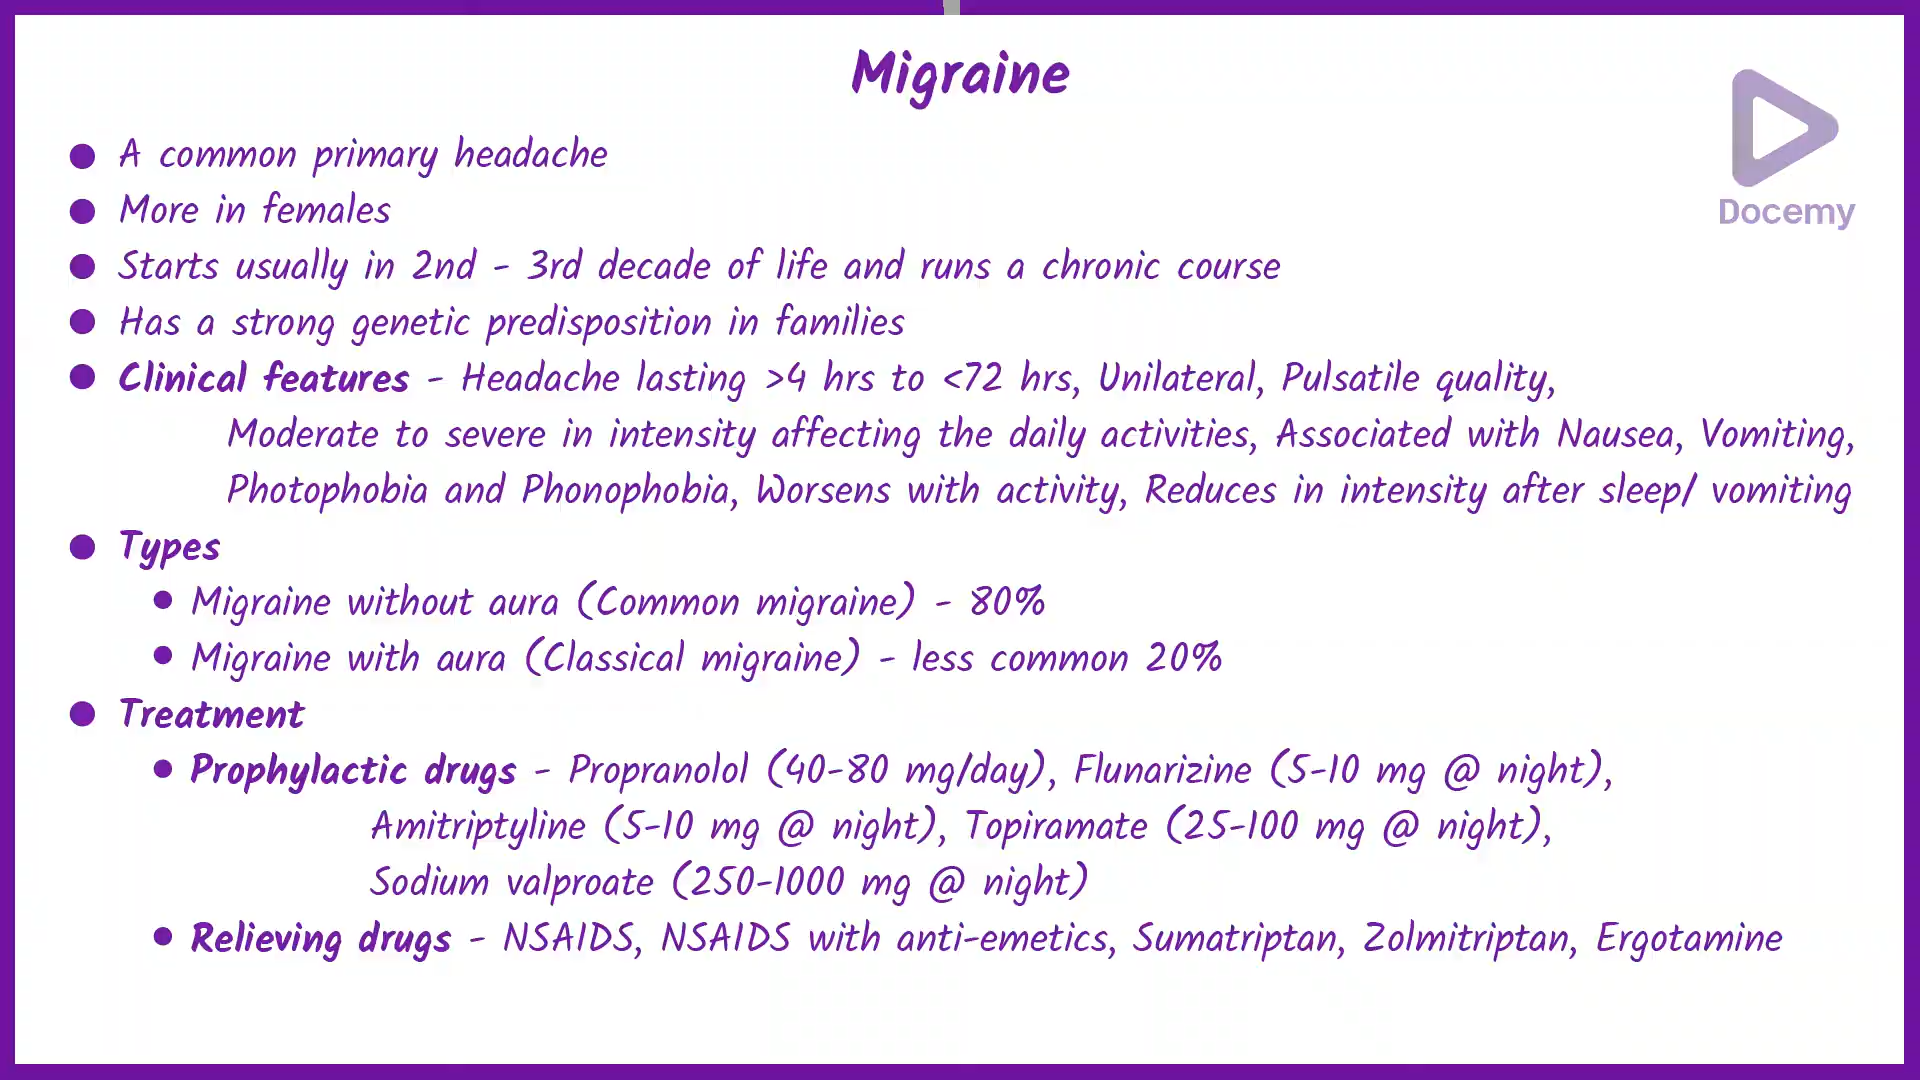 Migraine
Docemy
● A common primary headache
● More in females
● Starts usually in 2nd - 3rd decade of life and runs a chronic course
● Has a strong genetic predisposition in families
● Clinical features - Headache lasting >4 hrs to <72 hrs, Unilateral, Pulsatile quality,
Moderate to severe in intensity affecting the daily activities, Associated with Nausea, Vomiting,
Photophobia and Phonophobia, Worsens with activity, Reduces in intensity after sleep/ vomiting
● Types
● Migraine without aura (Common migraine) - 80%
● Migraine with aura (Classical migraine) - less common 20%
● Treatment
● Prophylactic drugs - Propranolol (40-80 mg/day), Flunarizine (5-10 mg @ night),
Amitriptyline (5-10 mg @ night), Topiramate (25-100 mg @ night),
Sodium valproate (250-1000 mg @ night)
● Relieving drugs - NSAIDS, NSAIDS with anti-emetics, Sumatriptan, Zolmitriptan, Ergotamine